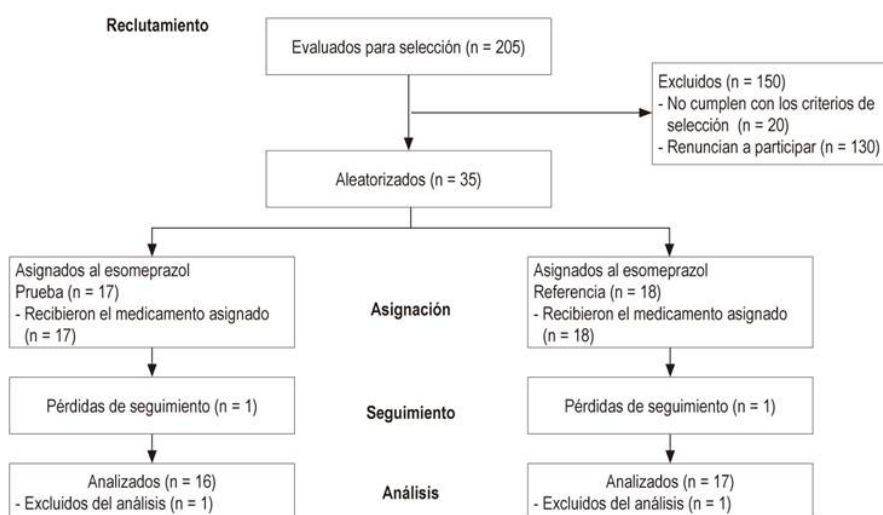 Reclutamiento
Evaluados para selección (n = 205)
Excluidos (n = 150)
- No cumplen con los criterios de
selección (n = 20)
- Renuncian a participar (n = 130)
Aleatorizados (n = 35)
Asignados al esomeprazol
Prueba (n = 17)
- Recibieron el medicamento asignado
(n = 17)
Asignación
Asignados al esomeprazol
Referencia (n = 18)
- Recibieron el medicamento asignado
(n = 18)
Pérdidas de seguimiento (n = 1)
Seguimiento
Pérdidas de seguimiento (n = 1)
Analizados (n = 16)
- Excluidos del análisis (n = 1)
Análisis
Analizados (n = 17)
- Excluidos del análisis (n = 1)